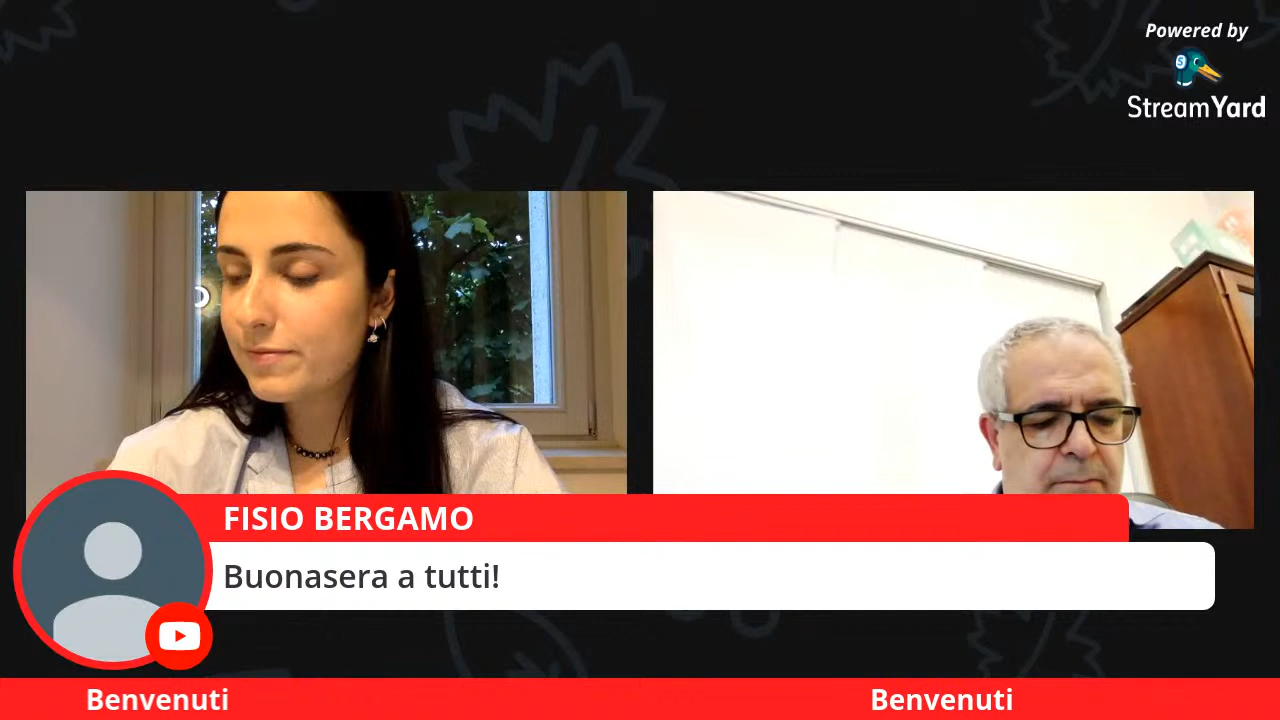 Powered by
StreamYard
FISIO BERGAMO
Buonasera a tutti!
Benvenuti
Benvenuti